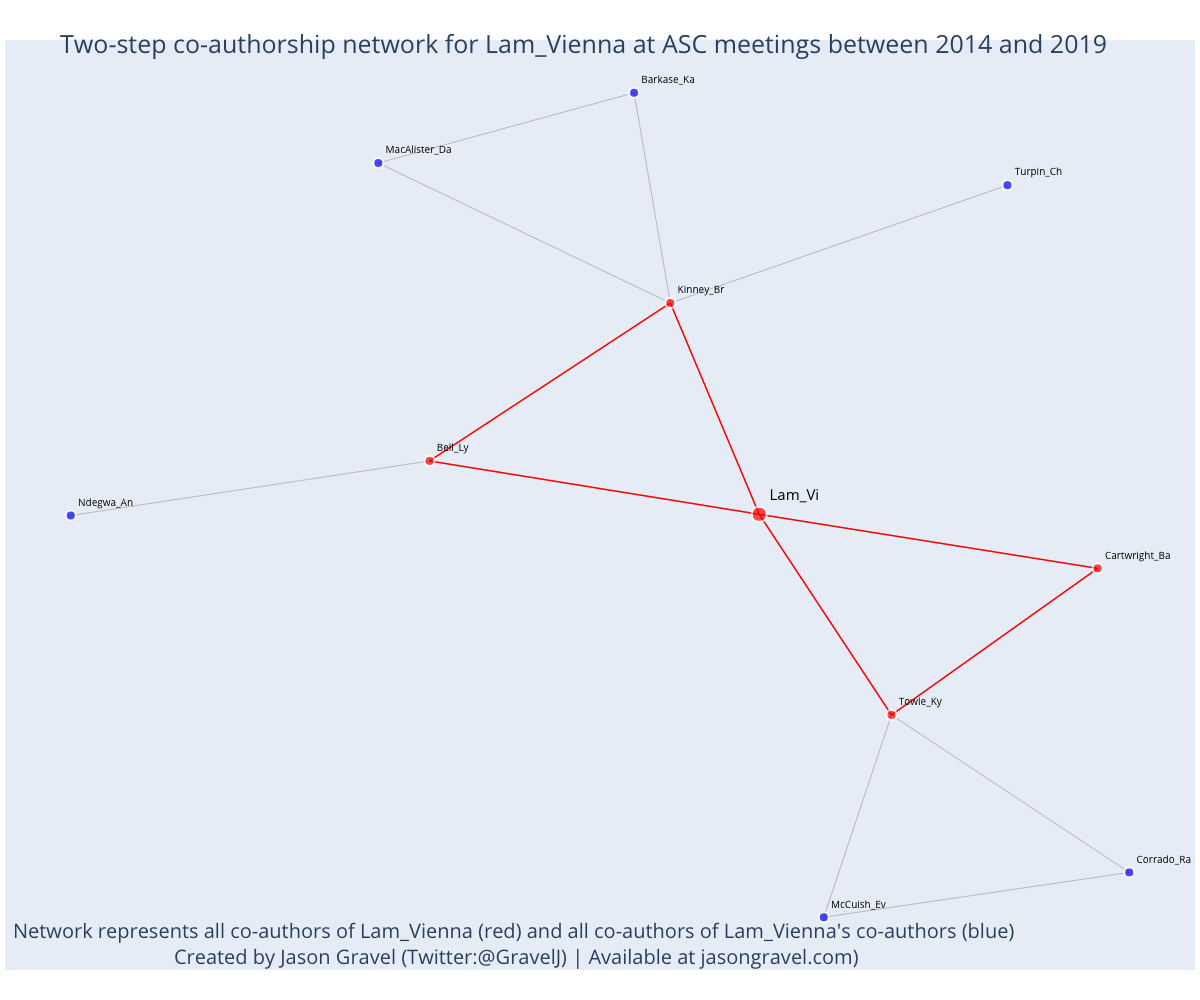 Two-step co-authorship network for Lam_Vienna at ASC meetings between 2014 and 2019
Barkase_Ka
MacAlister_Da
Turpin_Ch
Kinney_Br
Bell_Ly
Lam_Vi
Ndegwa_An
Cartwright_Ba
Towle_Ky
Corrado_Ra
McCuish_Ev
Network represents all co-authors of Lam_Vienna (red) and all co-authors of Lam_Vienna's co-authors (blue)
Created by Jason Gravel (Twitter:@GravelJ) | Available at jasongravel.com)